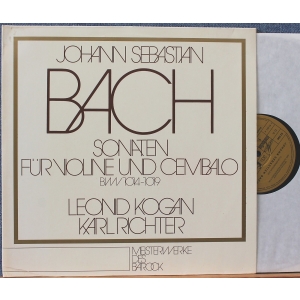 JOHANN SEBASTIAN
BACH
SONATEN
FÜR VIOLINE UND CEMBALO
BWV 1014-1019
LEONID KOGAN
KARL RICHTER
MEISTERWERKE
DES
BAROCK